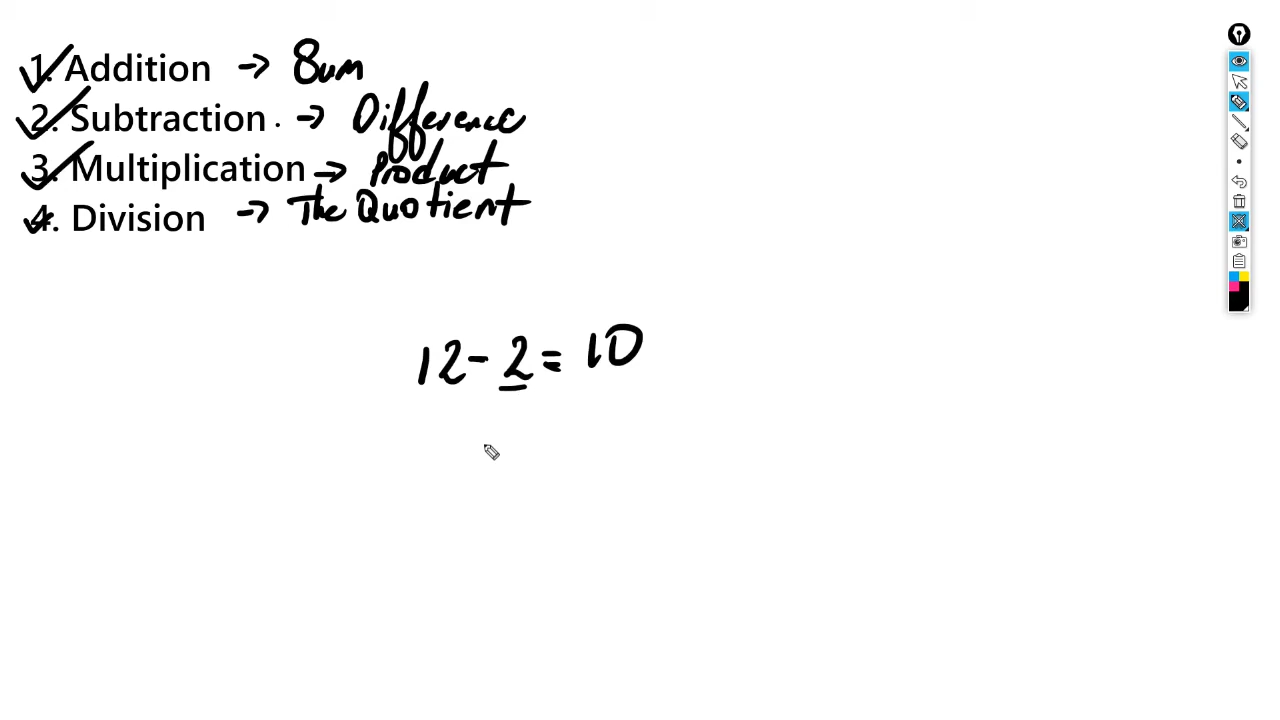 1. Addition → Sum
2. Subtraction . → Difference
3. Multiplication → Product
4. Division → The Quotient
12 - 2 = 10